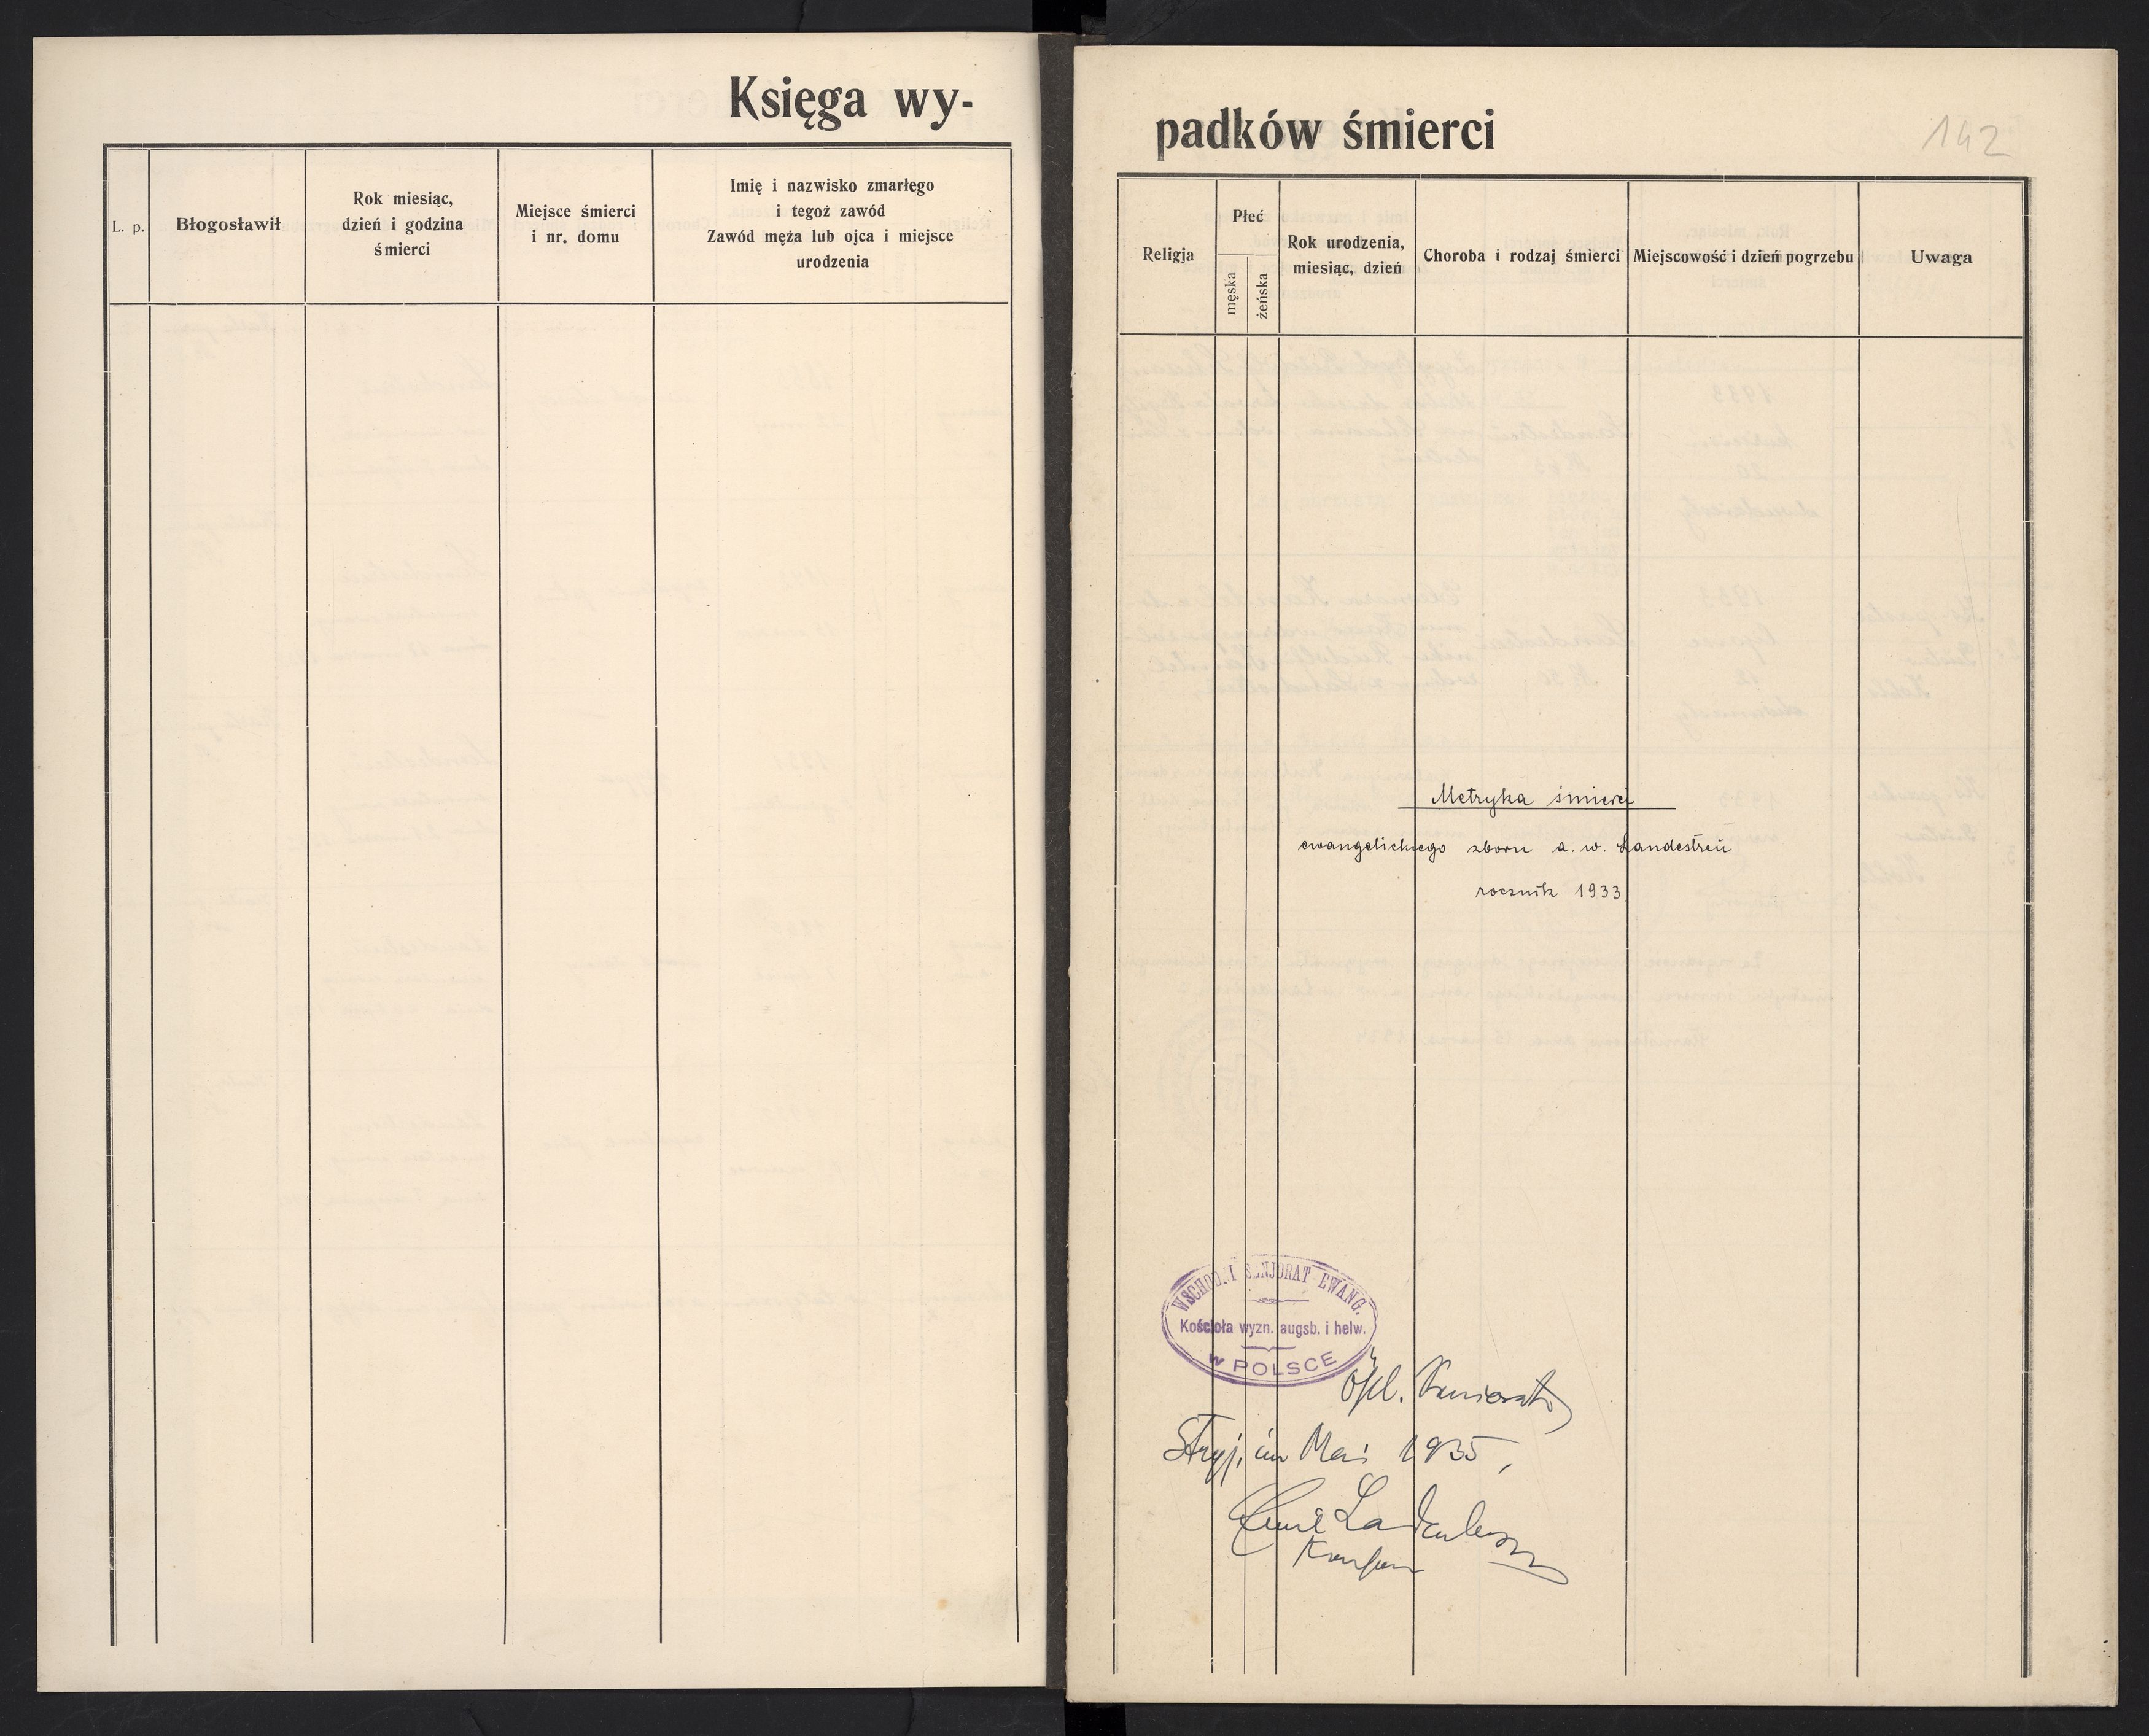 Księga wy-
L. p.
Błogosławił
Rok miesiąc,
dzień i godzina
śmierci
Miejsce śmierci
i nr. domu
Imię i nazwisko zmarłego
i tegoż zawód
Zawód męża lub ojca i miejsce
urodzenia
padków śmierci
142
Religja
Płeć
męska
żeńska
Rok urodzenia,
miesiąc, dzień
Choroba i rodzaj śmierci
Miejscowość i dzień pogrzebu
Uwaga
Metryka śmierci
ewangelickiego zboru a. w. Landestreu
rocznik 1933.
WSCHODNI SENJORAT EWANG.
Kościoła wyzn. augsb. i helw.
w POLSCE
Stryj, im Mai 1935,